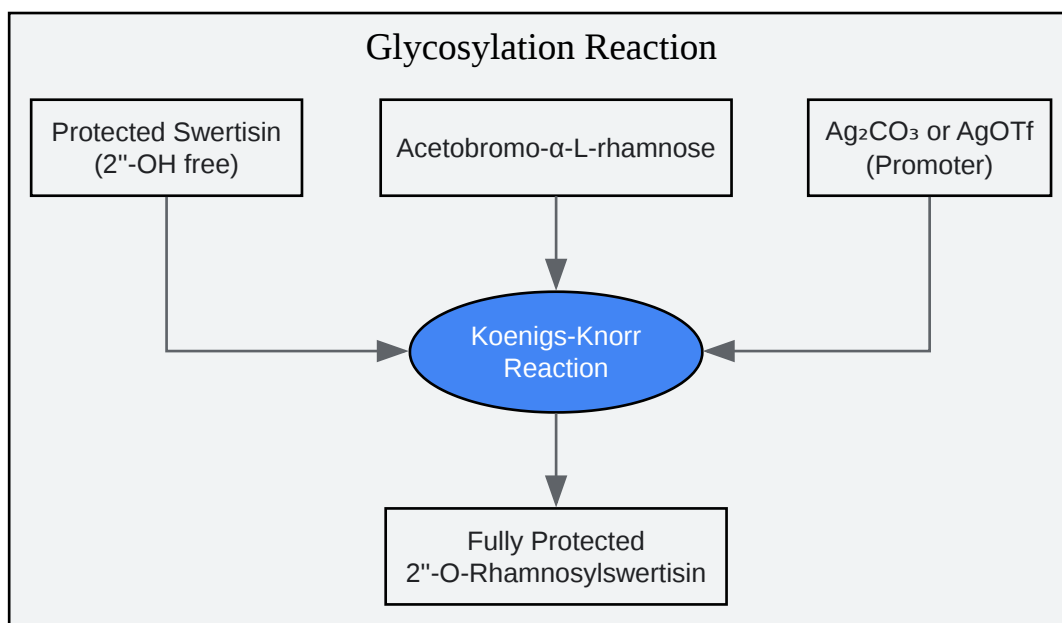 Glycosylation Reaction
Protected Swertisin
(2"-OH free)
Acetobromo-α-L-rhamnose
Ag₂CO₃ or AgOTf
(Promoter)
Koenigs-Knorr
Reaction
Fully Protected
2"-O-Rhamnosylswertisin